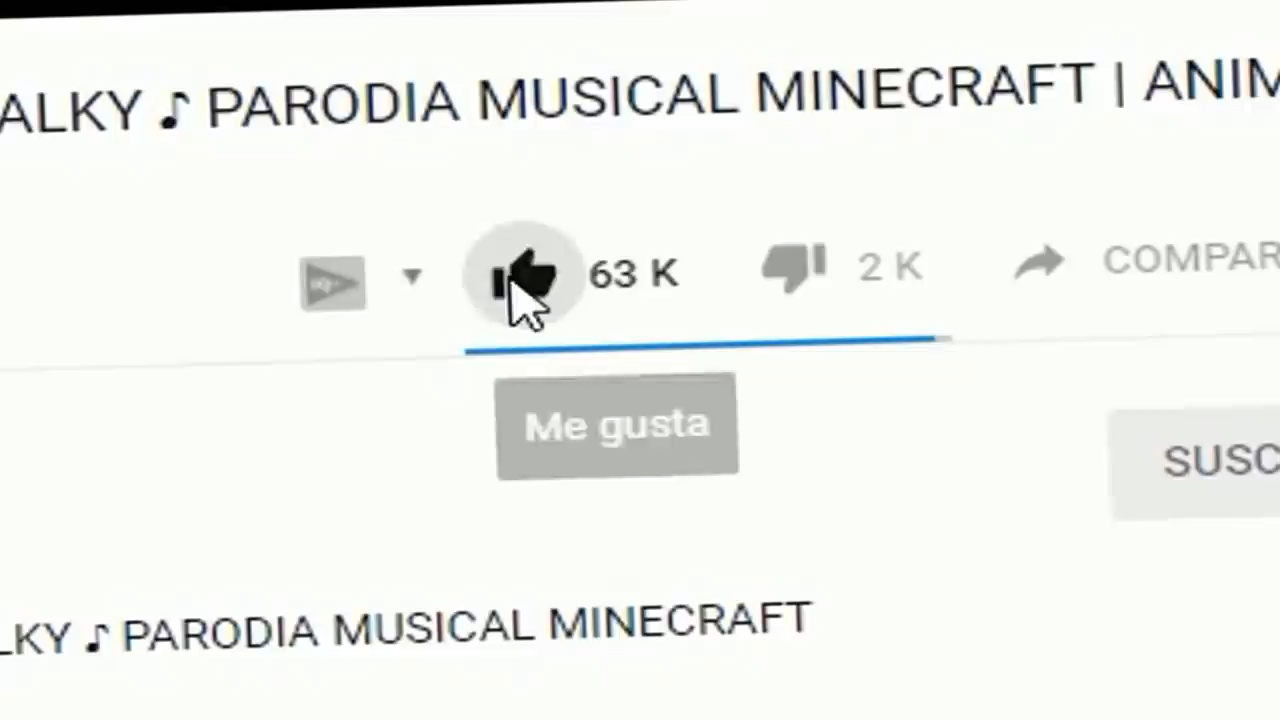 ALKY ♪ PARODIA MUSICAL MINECRAFT | ANIM
63 K 2 K COMPAR
Me gusta
SUSC
LKY ♪ PARODIA MUSICAL MINECRAFT